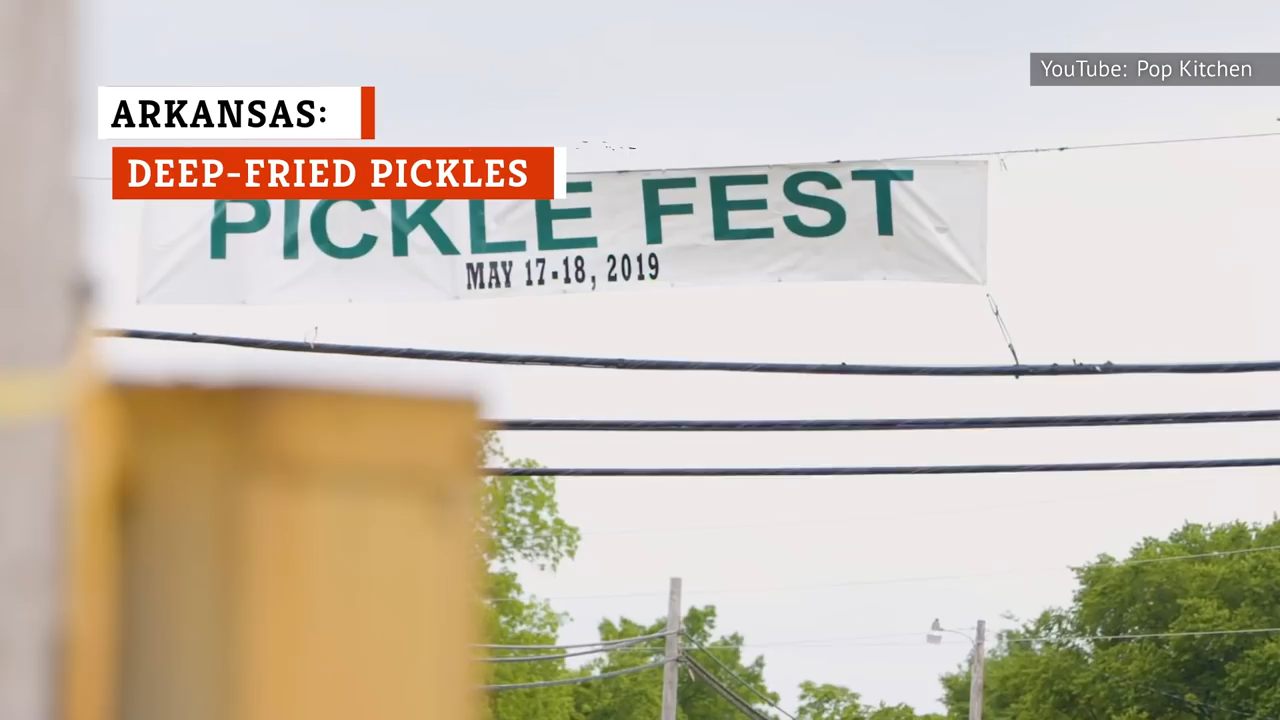 YouTube: Pop Kitchen
ARKANSAS:
DEEP-FRIED PICKLES
PICKLE FEST
MAY 17-18, 2019